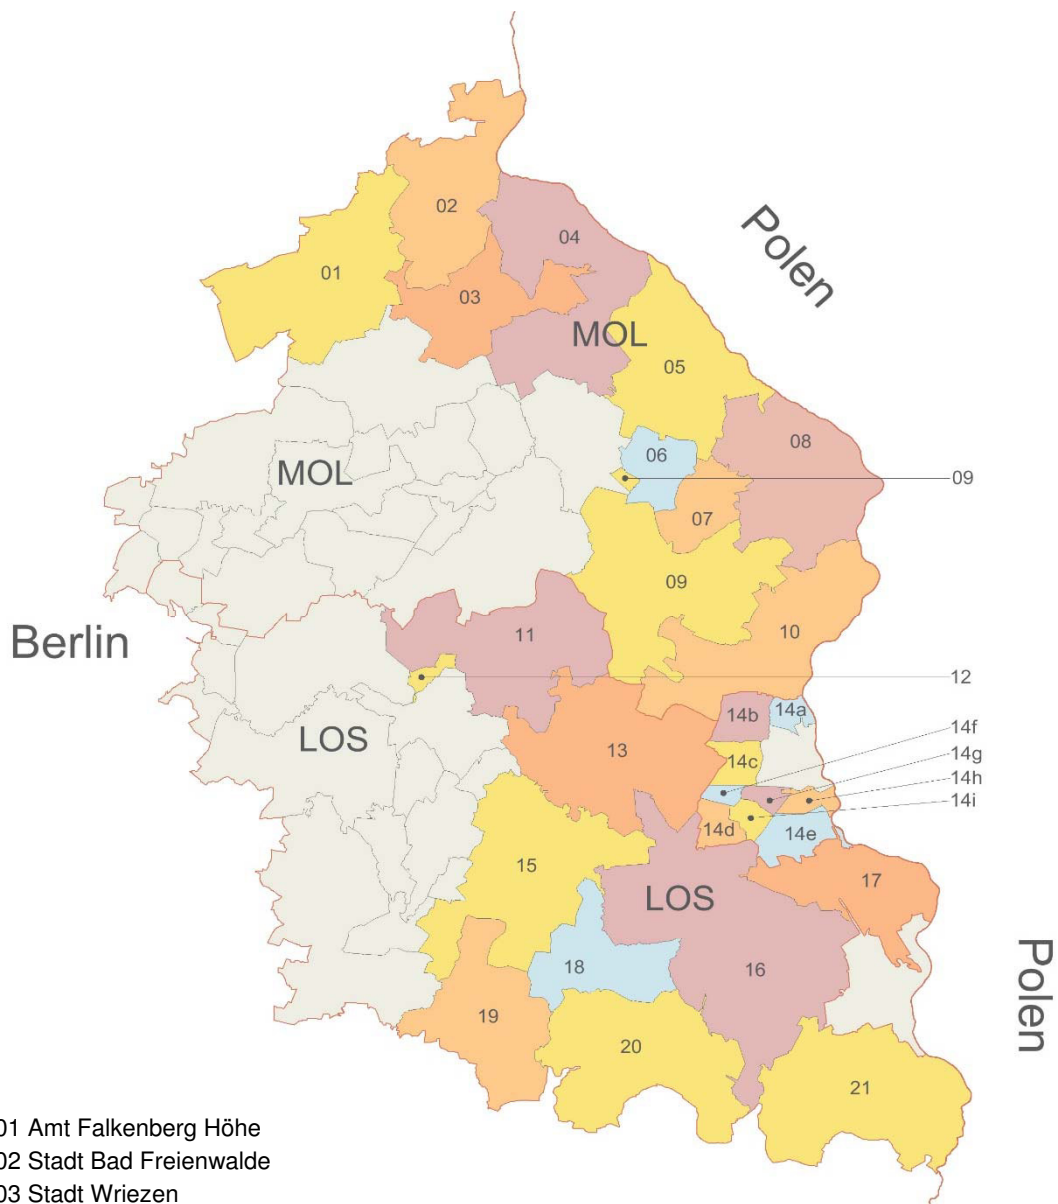 02
Polen
04
01
03
MOL
05
08
06
MOL
09
07
09
10
11
Berlin
12
14b
14a
14f
LOS
13
14c
14g
14h
14i
14d
14e
15
17
LOS
Polen
18
16
19
20
21
01 Amt Falkenberg Höhe
02 Stadt Bad Freienwalde
03 Stadt Wriezen